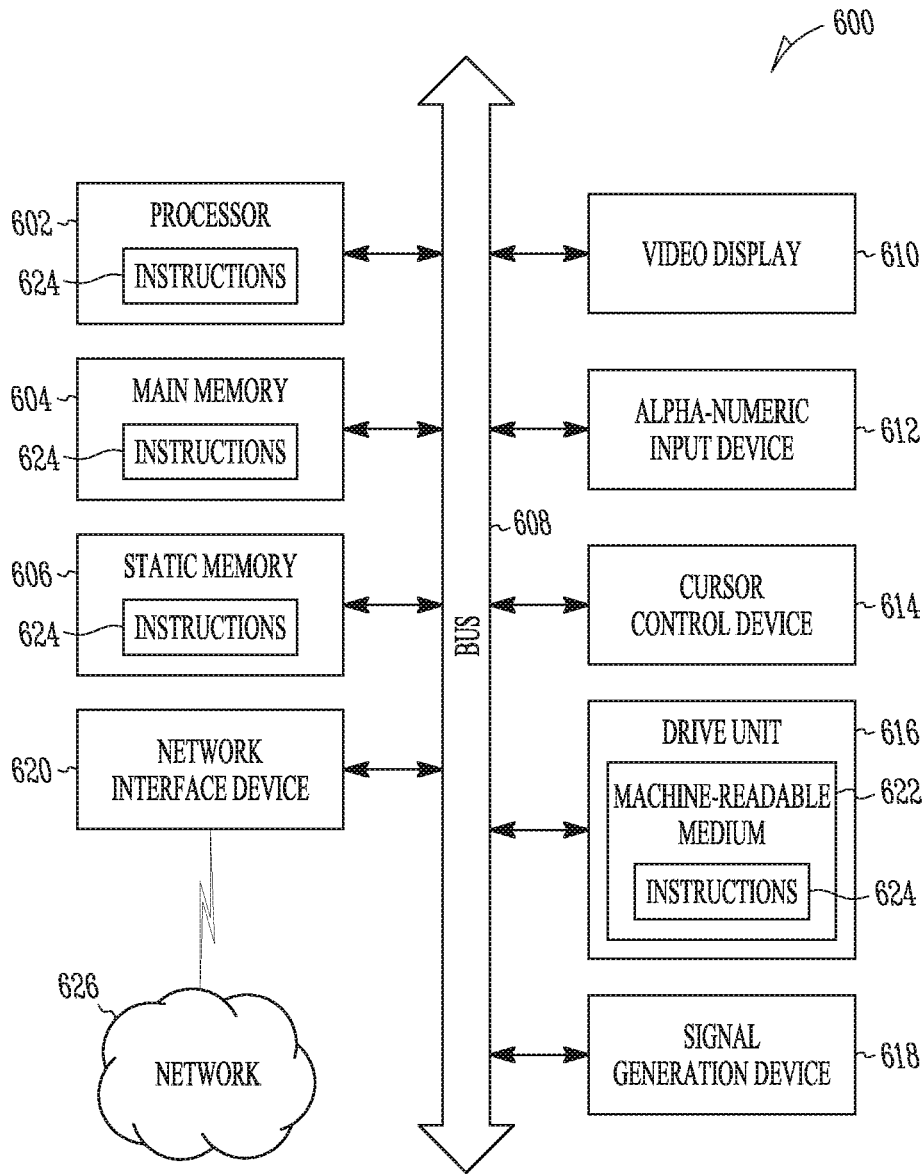 600
602
PROCESSOR
624
INSTRUCTIONS
604
MAIN MEMORY
624
INSTRUCTIONS
606
STATIC MEMORY
624
INSTRUCTIONS
620
NETWORK
INTERFACE DEVICE
626
NETWORK
BUS
608
VIDEO DISPLAY
610
ALPHA-NUMERIC
INPUT DEVICE
612
CURSOR
CONTROL DEVICE
614
DRIVE UNIT
616
MACHINE-READABLE
MEDIUM
622
INSTRUCTIONS
624
SIGNAL
GENERATION DEVICE
618